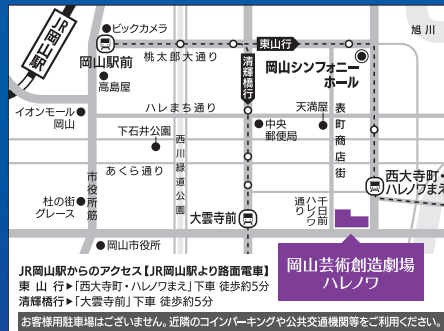 JR岡山駅
ビックカメラ
旭川
岡山駅前
東山行
桃太郎大通り
清輝橋行
岡山シンフォニー
ホール
高島屋
イオンモール
岡山
ハレまち通り
天満屋
表町商店街
下石井公園
中央
郵便局
西川緑道公園
あくら通り
市役所筋
西大寺町・
ハレノワまえ
杜の街
グレース
千日前
ハレノワ
通り
大雲寺前
岡山市役所
岡山芸術創造劇場
ハレノワ
JR岡山駅からのアクセス【JR岡山駅より路面電車】
東 山 行▶「西大寺町・ハレノワまえ」下車 徒歩約5分
清輝橋行▶「大雲寺前」下車 徒歩約5分
お客様用駐車場はございません。近隣のコインパーキングや公共交通機関等をご利用ください。